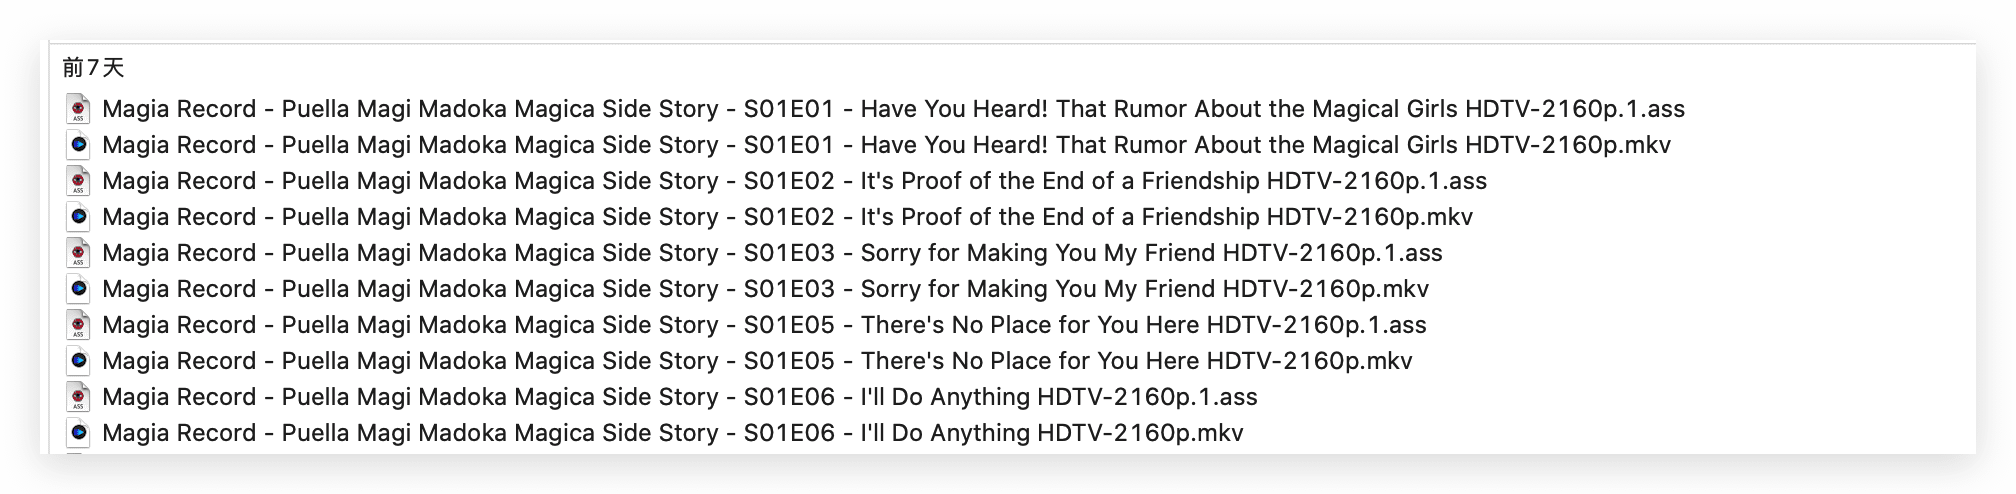 前7天
Magia Record - Puella Magi Madoka Magica Side Story - S01E01 - Have You Heard! That Rumor About the Magical Girls HDTV-2160p.1.ass
Magia Record - Puella Magi Madoka Magica Side Story - S01E01 - Have You Heard! That Rumor About the Magical Girls HDTV-2160p.mkv
Magia Record - Puella Magi Madoka Magica Side Story - S01E02 - It's Proof of the End of a Friendship HDTV-2160p.1.ass
Magia Record - Puella Magi Madoka Magica Side Story - S01E02 - It's Proof of the End of a Friendship HDTV-2160p.mkv
Magia Record - Puella Magi Madoka Magica Side Story - S01E03 - Sorry for Making You My Friend HDTV-2160p.1.ass
Magia Record - Puella Magi Madoka Magica Side Story - S01E03 - Sorry for Making You My Friend HDTV-2160p.mkv
Magia Record - Puella Magi Madoka Magica Side Story - S01E05 - There's No Place for You Here HDTV-2160p.1.ass
Magia Record - Puella Magi Madoka Magica Side Story - S01E05 - There's No Place for You Here HDTV-2160p.mkv
Magia Record - Puella Magi Madoka Magica Side Story - S01E06 - I'll Do Anything HDTV-2160p.1.ass
Magia Record - Puella Magi Madoka Magica Side Story - S01E06 - I'll Do Anything HDTV-2160p.mkv